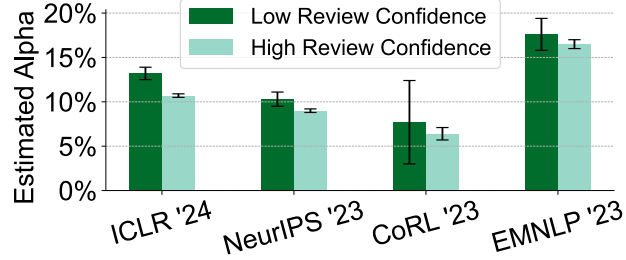 Estimated Alpha
20%
15%
10%
5%
0%
Low Review Confidence
High Review Confidence
ICLR '24
NeurIPS '23
CoRL '23
EMNLP '23